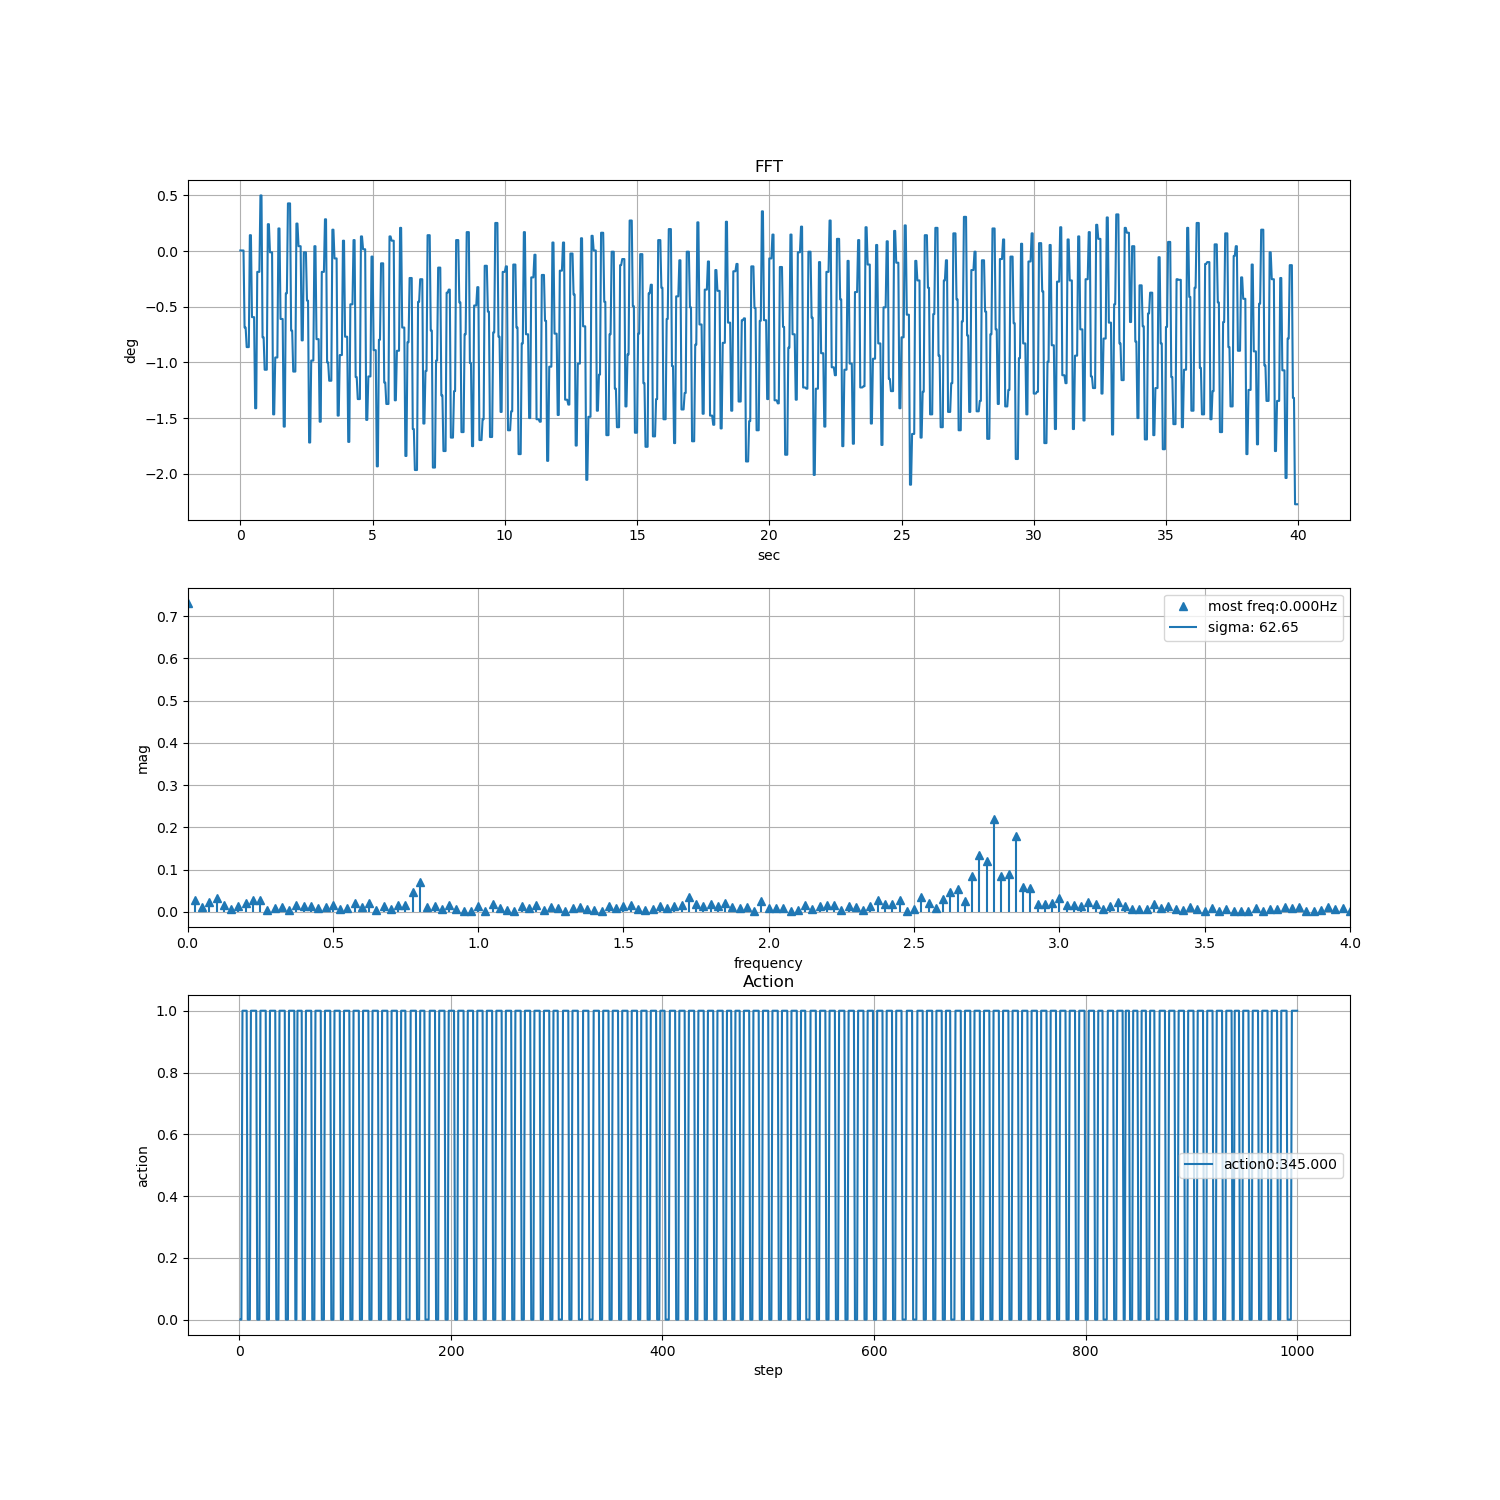 FFT
0.5
0.0
−0.5
−1.0
−1.5
−2.0
deg
0 5 10 15 20 25 30 35 40
sec
most freq:0.000Hz
sigma: 62.65
0.7
0.6
0.5
0.4
0.3
0.2
0.1
0.0
mag
0.0 0.5 1.0 1.5 2.0 2.5 3.0 3.5 4.0
frequency
Action
1.0
0.8
0.6
0.4
0.2
0.0
action
action0:345.000
0 200 400 600 800 1000
step